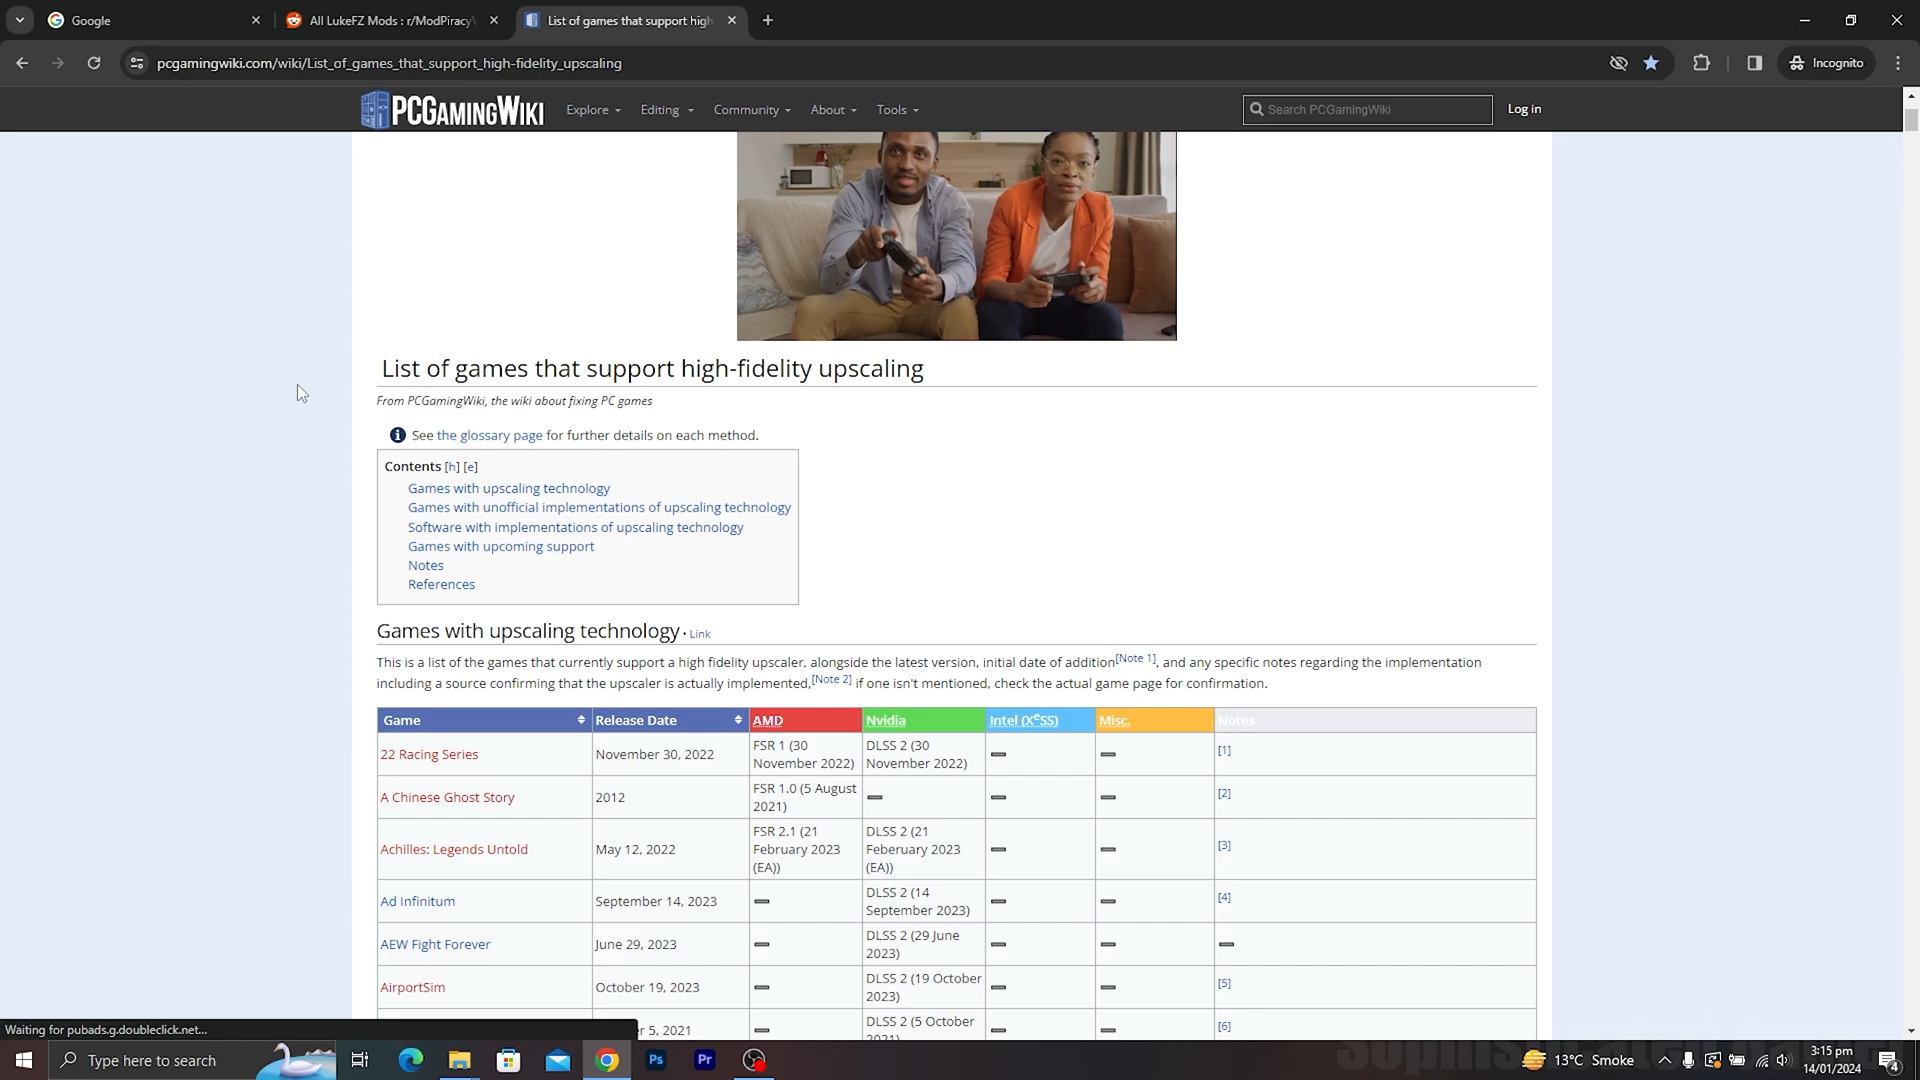 Google
All LukeFZ Mods : r/ModPiracy
List of games that support high
pcgamingwiki.com/wiki/List_of_games_that_support_high-fidelity_upscaling
Incognito
PCGamingWiki
Explore
Editing
Community
About
Tools
Search PCGamingWiki
Log in
List of games that support high-fidelity upscaling
From PCGamingWiki, the wiki about fixing PC games
See the glossary page for further details on each method.
Contents [h] [e]
Games with upscaling technology
Games with unofficial implementations of upscaling technology
Software with implementations of upscaling technology
Games with upcoming support
Notes
References
Games with upscaling technology • Link
This is a list of the games that currently support a high fidelity upscaler, alongside the latest version, initial date of addition[Note 1], and any specific notes regarding the implementation
including a source confirming that the upscaler is actually implemented,[Note 2] if one isn't mentioned, check the actual game page for confirmation.
Game Release Date AMD Nvidia Intel (XeSS) Misc. Notes
22 Racing Series November 30, 2022 FSR 1 (30 November 2022) DLSS 2 (30 November 2022) [1]
A Chinese Ghost Story 2012 FSR 1.0 (5 August 2021) [2]
Achilles: Legends Untold May 12, 2022 FSR 2.1 (21 February 2023 (EA)) DLSS 2 (21 Feberuary 2023 (EA)) [3]
Ad Infinitum September 14, 2023 DLSS 2 (14 September 2023) [4]
AEW Fight Forever June 29, 2023 DLSS 2 (29 June 2023)
AirportSim October 19, 2023 DLSS 2 (19 October 2023) [5]
r 5, 2021 DLSS 2 (5 October 2021) [6]
Waiting for pubads.g.doubleclick.net...
Type here to search
Ps
Pr
13°C Smoke
3:15 pm
14/01/2024
4